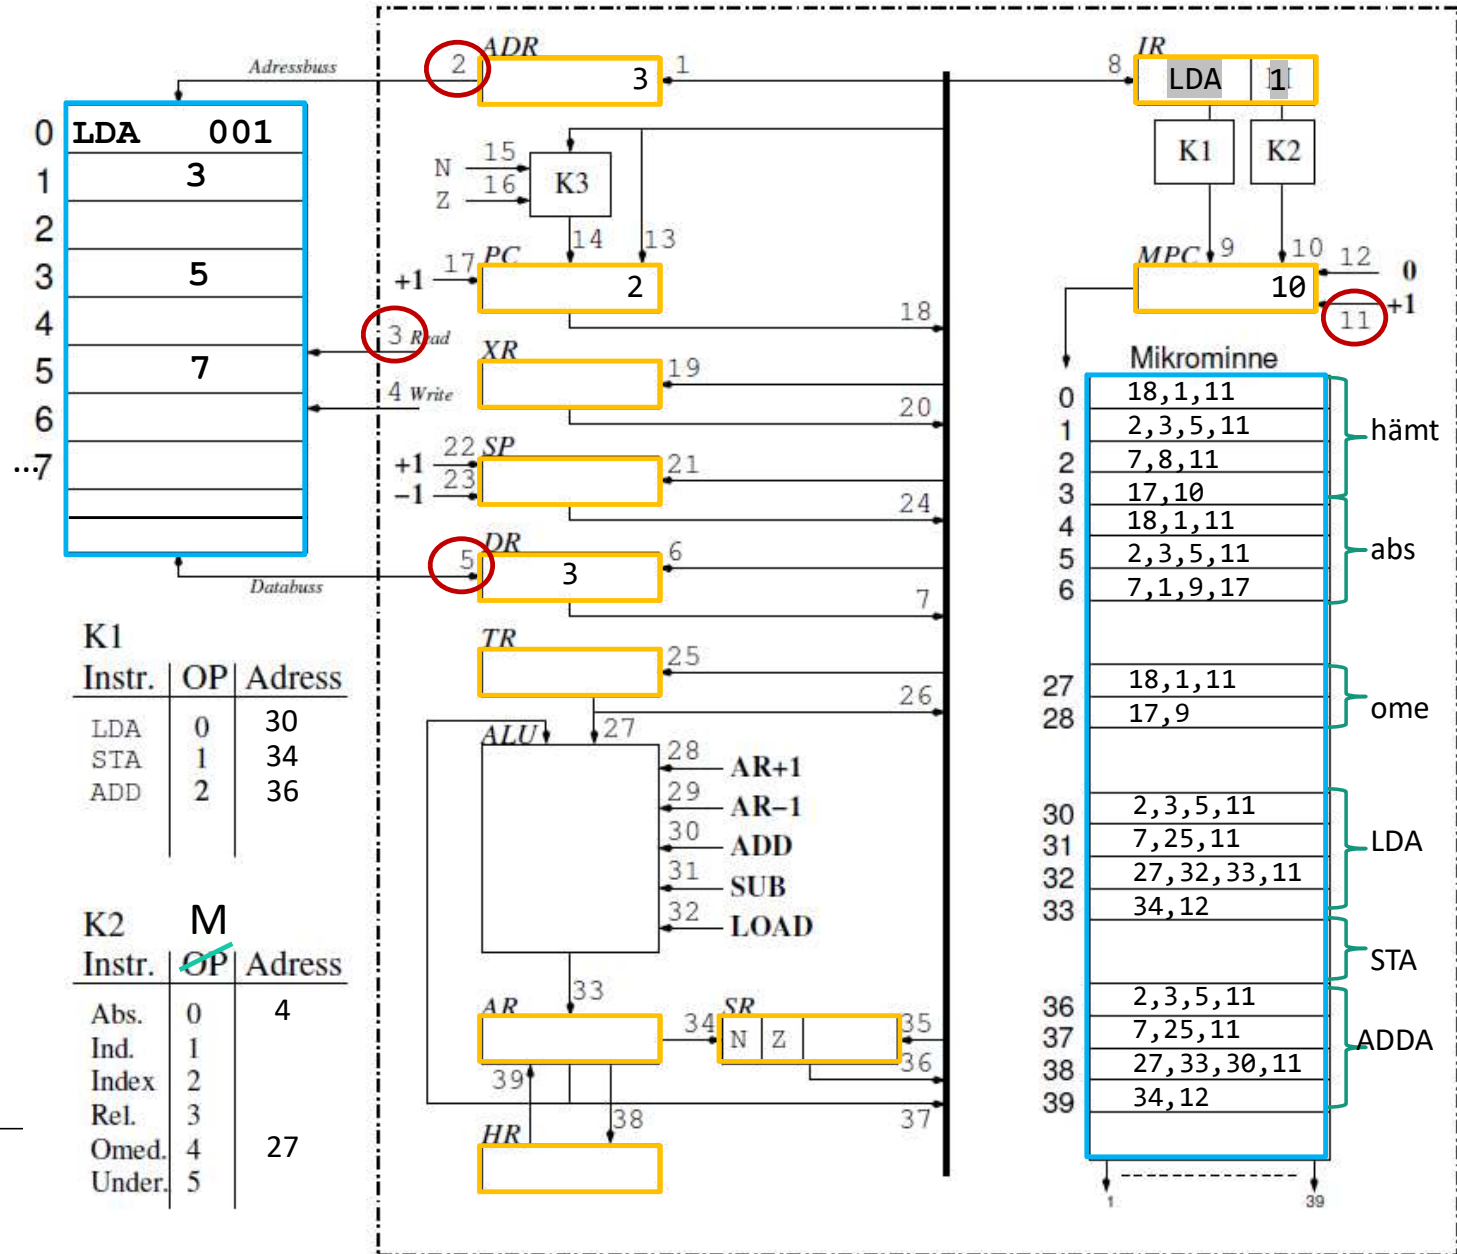 ADR
IR
Adressbuss
2
3
1
8
LDA
1
0 LDA 001
1 3
2
3 5
4
5 7
6
...7
N 15
Z 16
K3
K1
K2
14
13
PC
+1 17
2
18
MPC
9
10
12
0
10
+1
11
3 Read
4 Write
XR
19
20
+1 22
-1 23
SP
21
24
DR
5
3
6
7
Databuss
TR
25
26
27
ALU
28 AR+1
29 AR−1
30 ADD
31 SUB
32 LOAD
33
AR
34
SR
N Z
35
36
37
39
38
HR
Mikrominne
0 18,1,11
1 2,3,5,11
2 7,8,11
3 17,10
hämt
4 18,1,11
5 2,3,5,11
6 7,1,9,17
abs
27 18,1,11
28 17,9
ome
30 2,3,5,11
31 7,25,11
32 27,32,33,11
33 34,12
LDA
STA
36 2,3,5,11
37 7,25,11
38 27,33,30,11
39 34,12
ADDA
1
39
K1
Instr. OP Adress
LDA 0 30
STA 1 34
ADD 2 36
K2
M
Instr. OP Adress
Abs. 0 4
Ind. 1
Index 2
Rel. 3
Omed. 4 27
Under. 5